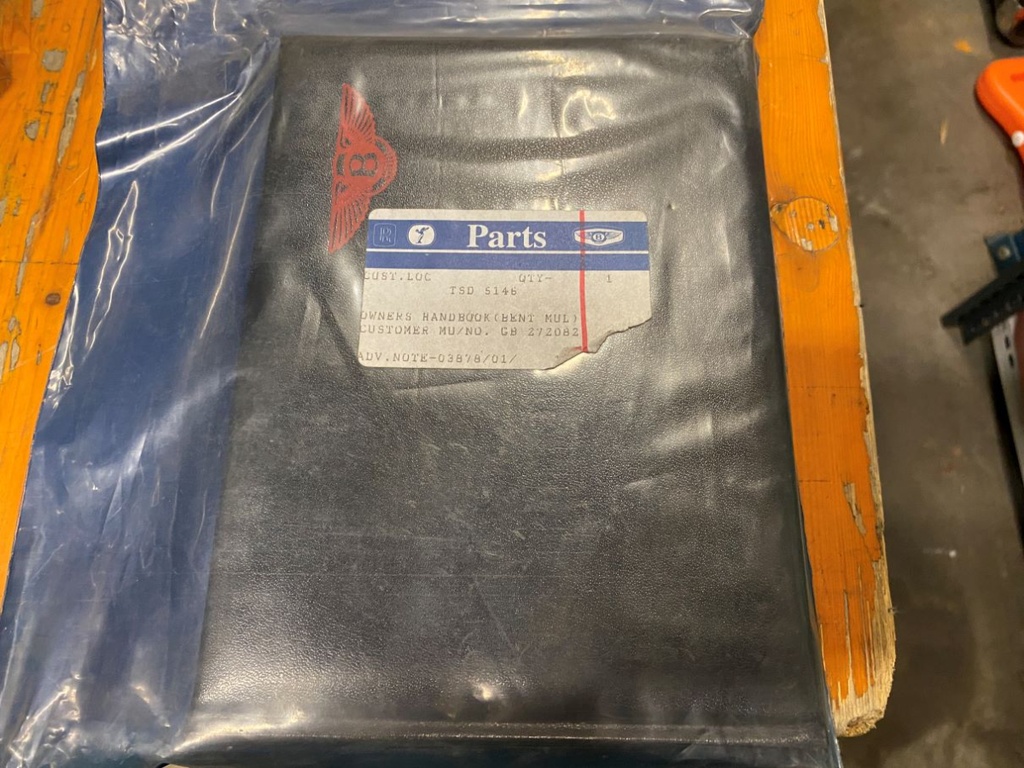 B
Parts
CUST.LOC QTY- 1
TSD 5146
OWNERS HANDBOOK(BENT MUL)
CUSTOMER MU/NO. GB 272082
ADV.NOTE-03878/01/